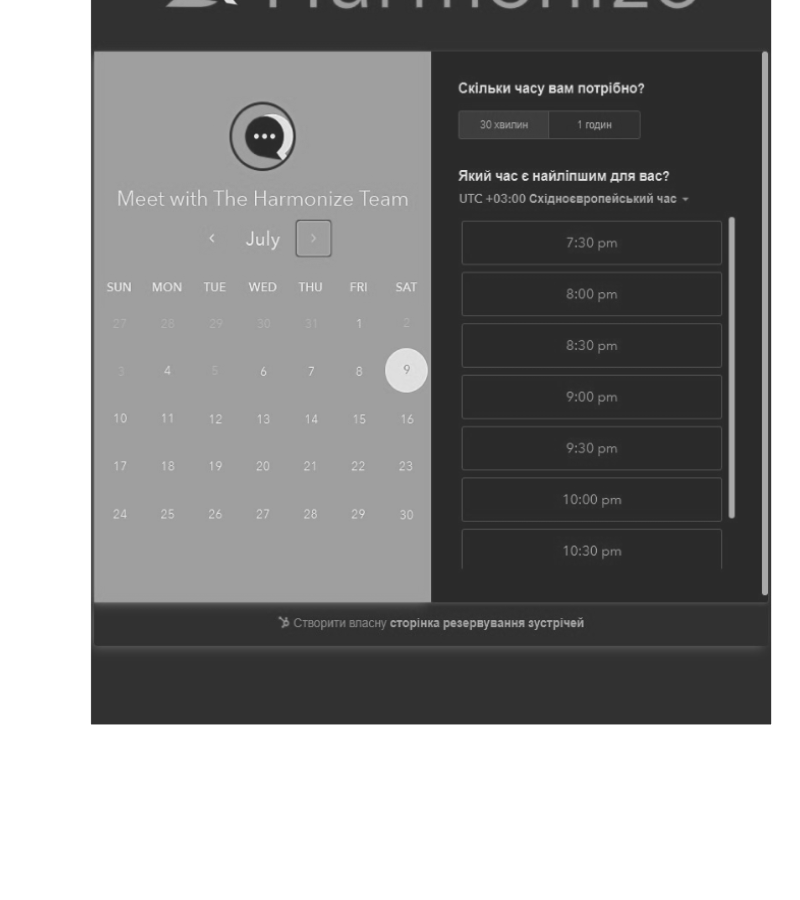 Harmonize
Meet with The Harmonize Team
July
SUN MON TUE WED THU FRI SAT
27 28 29 30 31 1 2
3 4 5 6 7 8 9
10 11 12 13 14 15 16
17 18 19 20 21 22 23
24 25 26 27 28 29 30
Скільки часу вам потрібно?
30 хвилин 1 годин
Який час є найліпшим для вас?
UTC +03:00 Східноєвропейський час
7:30 pm
8:00 pm
8:30 pm
9:00 pm
9:30 pm
10:00 pm
10:30 pm
Створити власну сторінка резервування зустрічей